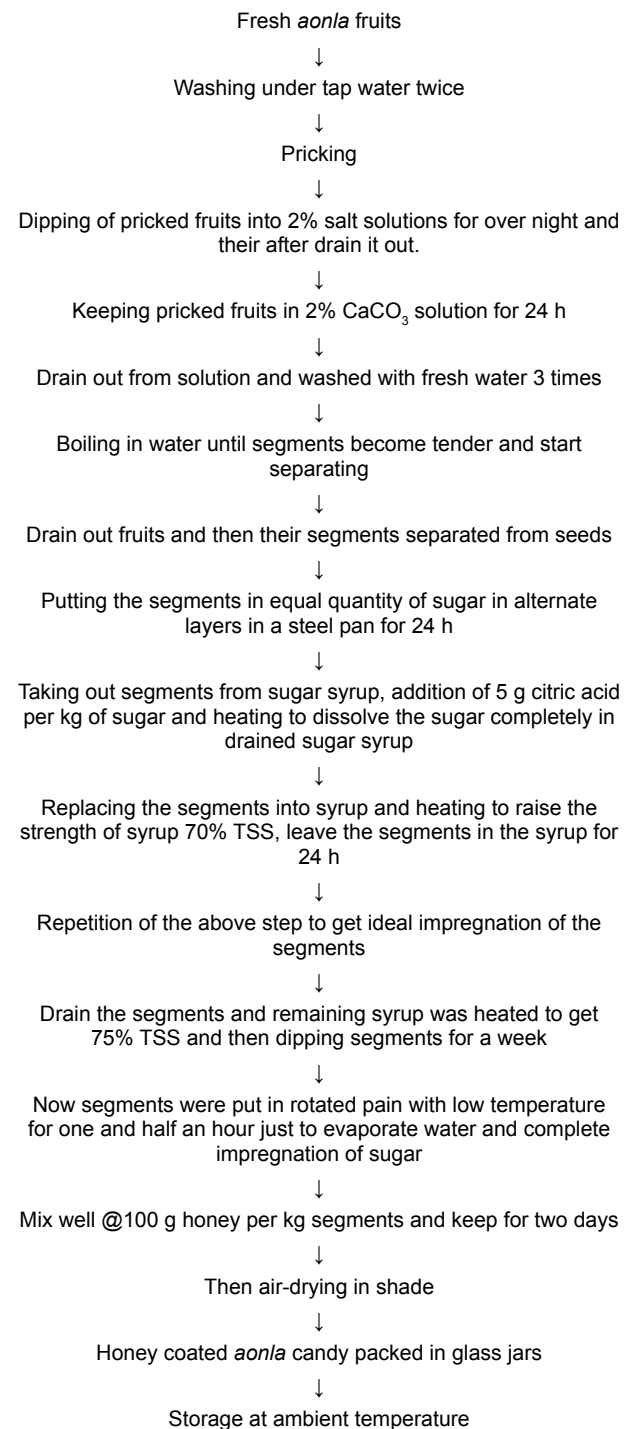 Fresh aonla fruits
↓
Washing under tap water twice
↓
Pricking
↓
Dipping of pricked fruits into 2% salt solutions for over night and
their after drain it out.
↓
Keeping pricked fruits in 2% CaCO₃ solution for 24 h
↓
Drain out from solution and washed with fresh water 3 times
↓
Boiling in water until segments become tender and start
separating
↓
Drain out fruits and then their segments separated from seeds
↓
Putting the segments in equal quantity of sugar in alternate
layers in a steel pan for 24 h
↓
Taking out segments from sugar syrup, addition of 5 g citric acid
per kg of sugar and heating to dissolve the sugar completely in
drained sugar syrup
↓
Replacing the segments into syrup and heating to raise the
strength of syrup 70% TSS, leave the segments in the syrup for
24 h
↓
Repetition of the above step to get ideal impregnation of the
segments
↓
Drain the segments and remaining syrup was heated to get
75% TSS and then dipping segments for a week
↓
Now segments were put in rotated pain with low temperature
for one and half an hour just to evaporate water and complete
impregnation of sugar
↓
Mix well @100 g honey per kg segments and keep for two days
↓
Then air-drying in shade
↓
Honey coated aonla candy packed in glass jars
↓
Storage at ambient temperature